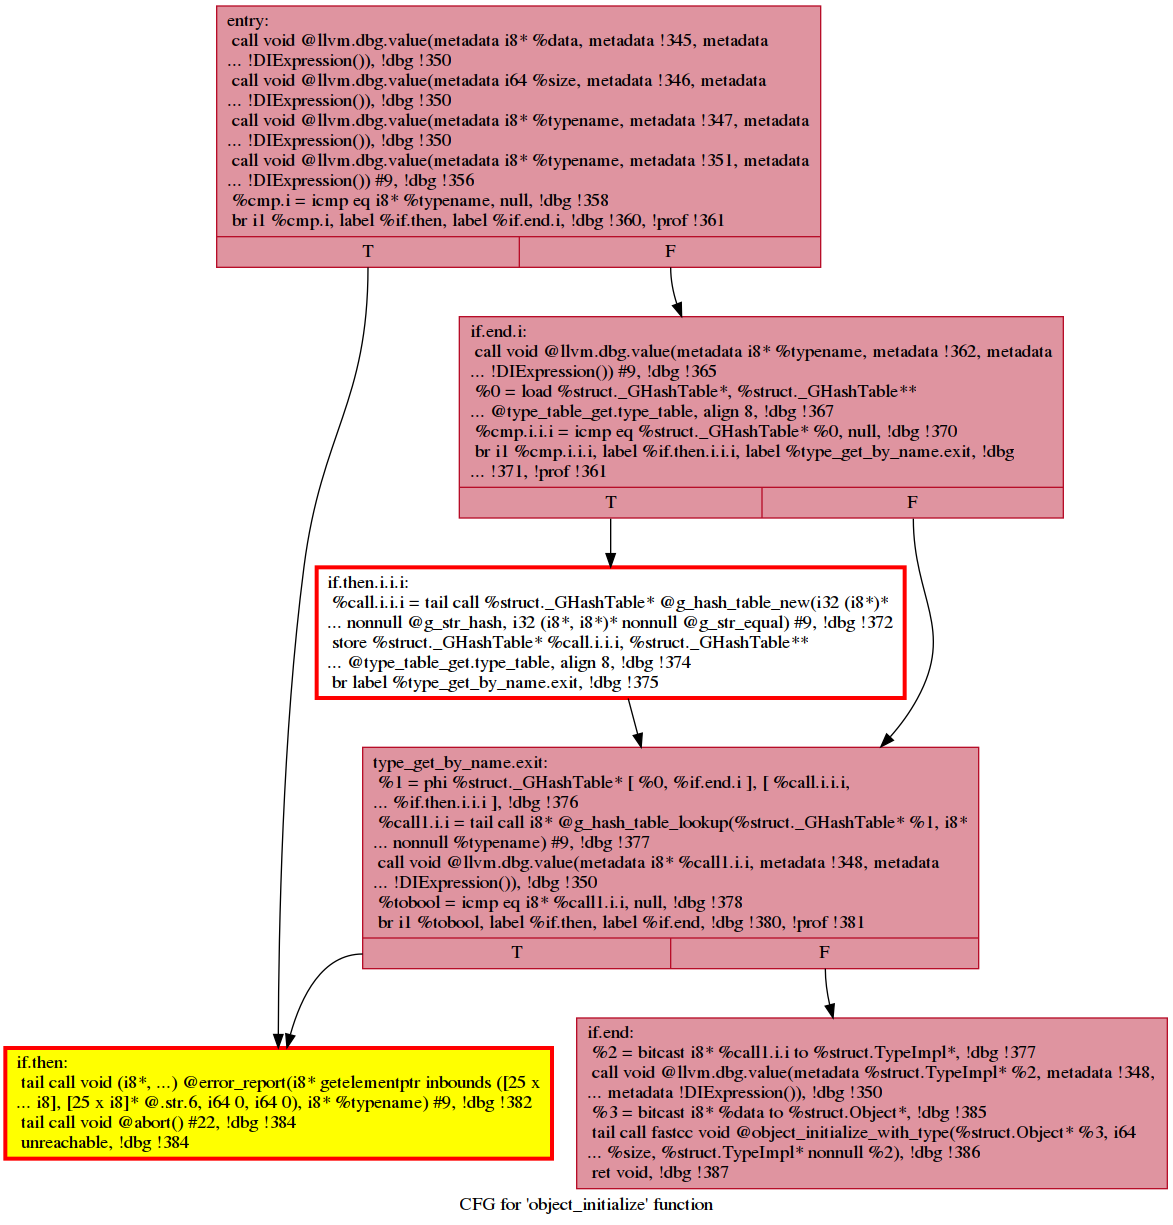 entry:
call void @llvm.dbg.value(metadata i8* %data, metadata !345, metadata
... !DIExpression()), !dbg !350
call void @llvm.dbg.value(metadata i64 %size, metadata !346, metadata
... !DIExpression()), !dbg !350
call void @llvm.dbg.value(metadata i8* %typename, metadata !347, metadata
... !DIExpression()), !dbg !350
call void @llvm.dbg.value(metadata i8* %typename, metadata !351, metadata
... !DIExpression()) #9, !dbg !356
%cmp.i = icmp eq i8* %typename, null, !dbg !358
br i1 %cmp.i, label %if.then, label %if.end.i, !dbg !360, !prof !361
T F
if.end.i:
call void @llvm.dbg.value(metadata i8* %typename, metadata !362, metadata
... !DIExpression()) #9, !dbg !365
%0 = load %struct._GHashTable*, %struct._GHashTable**
... @type_table_get.type_table, align 8, !dbg !367
%cmp.i.i.i = icmp eq %struct._GHashTable* %0, null, !dbg !370
br i1 %cmp.i.i.i, label %if.then.i.i.i, label %type_get_by_name.exit, !dbg
... !371, !prof !361
T F
if.then.i.i.i:
%call.i.i.i = tail call %struct._GHashTable* @g_hash_table_new(i32 (i8*)*
... nonnull @g_str_hash, i32 (i8*, i8*)* nonnull @g_str_equal) #9, !dbg !372
store %struct._GHashTable* %call.i.i.i, %struct._GHashTable**
... @type_table_get.type_table, align 8, !dbg !374
br label %type_get_by_name.exit, !dbg !375
type_get_by_name.exit:
%1 = phi %struct._GHashTable* [ %0, %if.end.i ], [ %call.i.i.i,
... %if.then.i.i.i ], !dbg !376
%call1.i.i = tail call i8* @g_hash_table_lookup(%struct._GHashTable* %1, i8*
... nonnull %typename) #9, !dbg !377
call void @llvm.dbg.value(metadata i8* %call1.i.i, metadata !348, metadata
... !DIExpression()), !dbg !350
%tobool = icmp eq i8* %call1.i.i, null, !dbg !378
br i1 %tobool, label %if.then, label %if.end, !dbg !380, !prof !381
T F
if.then:
tail call void (i8*, ...) @error_report(i8* getelementptr inbounds ([25 x
... i8], [25 x i8]* @.str.6, i64 0, i64 0), i8* %typename) #9, !dbg !382
tail call void @abort() #22, !dbg !384
unreachable, !dbg !384
if.end:
%2 = bitcast i8* %call1.i.i to %struct.TypeImpl*, !dbg !377
call void @llvm.dbg.value(metadata %struct.TypeImpl* %2, metadata !348,
... metadata !DIExpression()), !dbg !350
%3 = bitcast i8* %data to %struct.Object*, !dbg !385
tail call fastcc void @object_initialize_with_type(%struct.Object* %3, i64
... %size, %struct.TypeImpl* nonnull %2), !dbg !386
ret void, !dbg !387
CFG for 'object_initialize' function